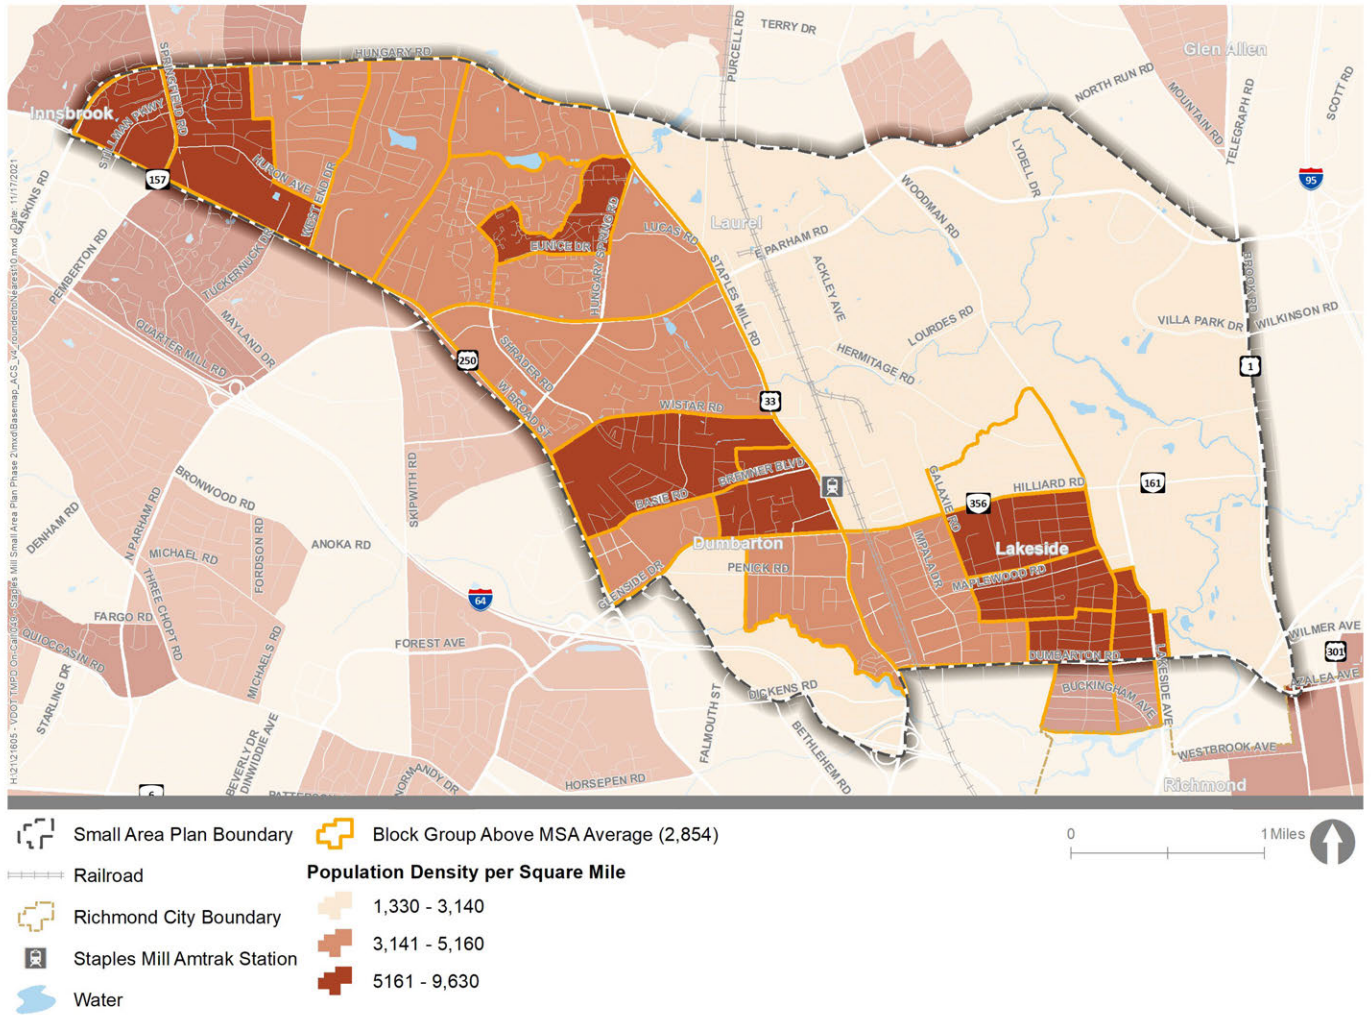 TERRY DR
PURCELL RD
Glen Allen
HUNGARY RD
SPRINGFIELD RD
NORTH RUN RD
MOUNTAIN RD
TELEGRAPH RD
SCOTT RD
Innsbrook
STILLMAN PKWY
LYDELL DR
95
157
HURON AVE
WEST END DR
GASKINS RD
WOODMAN RD
Laurel
LUCAS RD
EUNICE DR
HUNGARY SPRING RD
E PARHAM RD
PEMBERTON RD
TUCKERNUCK DR
STAPLES MILL RD
ACKLEY AVE
BROOK RD
MAYLAND DR
QUARTER MILL RD
LOURDES RD
VILLA PARK DR
WILKINSON RD
SHRADER RD
250
HERMITAGE RD
1
W BROAD ST
WISTAR RD
33
SKIPWITH RD
BREMNER BLVD
BASIE RD
GALAXIE RD
HILLIARD RD
161
356
BRONWOOD RD
DENHAM RD
N PARHAM RD
FORDSON RD
ANOKA RD
MICHAEL RD
Dumbarton
IMPALA DR
Lakeside
PENICK RD
MAPLEWOOD RD
THREE CHOPT RD
GLENSIDE DR
64
FARGO RD
QUIOCCASIN RD
FOREST AVE
WILMER AVE
301
STARLING DR
MICHAELS RD
DUMBARTON RD
LAKESIDE AVE
AZALEA AVE
DICKENS RD
BUCKINGHAM AVE
FALMOUTH ST
BETHLEHEM RD
WESTBROOK AVE
BEVERLY DR
DINWIDDIE AVE
NORMANDY DR
HORSEPEN RD
Richmond
6
Small Area Plan Boundary
Block Group Above MSA Average (2,854)
0
1 Miles
Railroad
Population Density per Square Mile
Richmond City Boundary
1,330 - 3,140
Staples Mill Amtrak Station
3,141 - 5,160
Water
5161 - 9,630